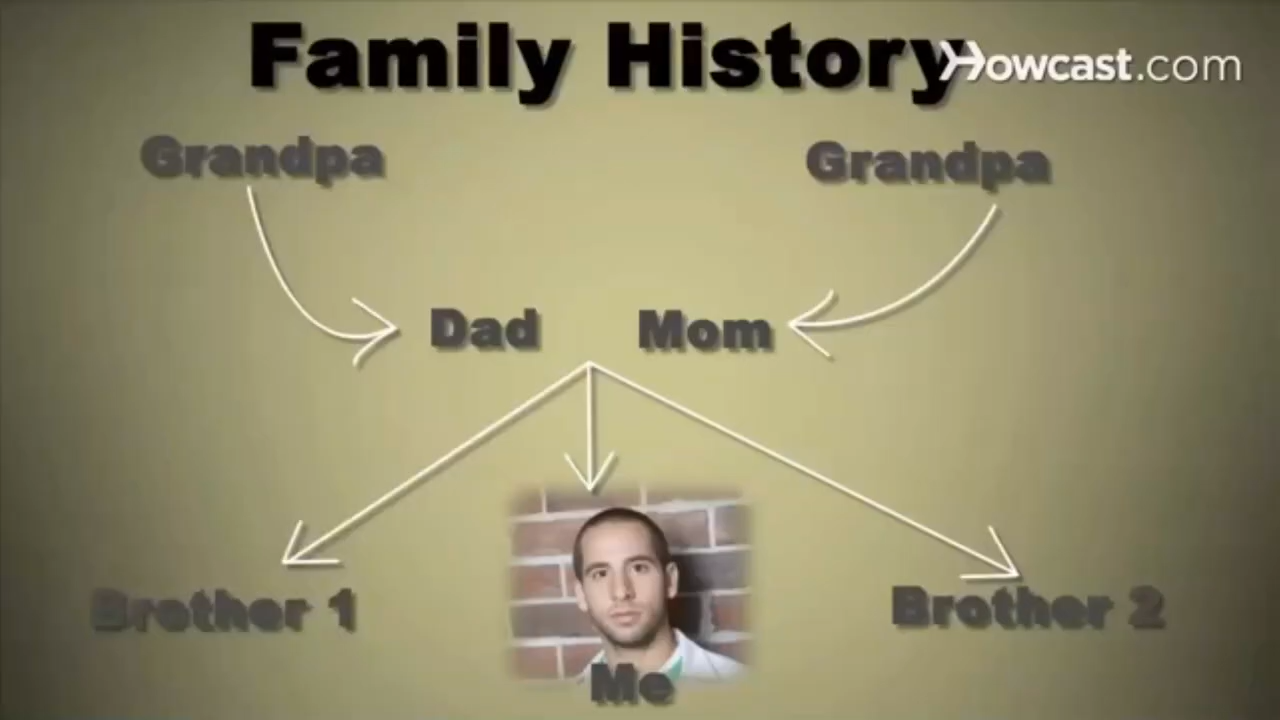 Family History
Howcast.com
Grandpa
Grandpa
Dad
Mom
Brother 1
Brother 2
Me